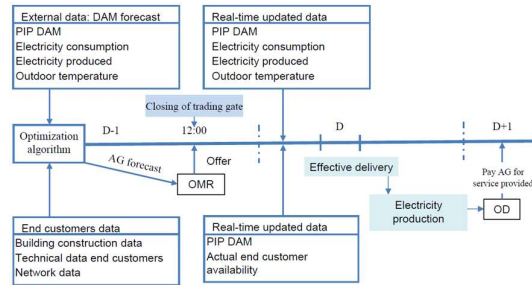 External data: DAM forecast
PIP DAM
Electricity consumption
Electricity produced
Outdoor temperature
Real-time updated data
PIP DAM
Electricity consumption
Electricity produced
Outdoor temperature
Closing of trading gate
Optimization
algorithm
D-1
12:00
D
D+1
AG forecast
Offer
OMR
Effective delivery
Pay AG for
service provided
Electricity
production
OD
End customers data
Building construction data
Technical data end customers
Network data
Real-time updated data
PIP DAM
Actual end customer
availability